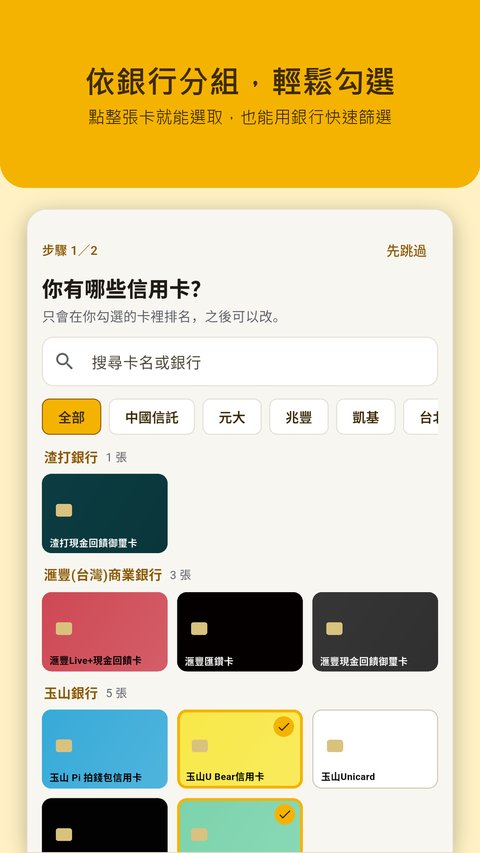 依銀行分組，輕鬆勾選
點整張卡就能選取，也能用銀行快速篩選
步驟 1／2
先跳過
你有哪些信用卡?
只會在你勾選的卡裡排名，之後可以改。
搜尋卡名或銀行
全部
中國信託
元大
兆豐
凱基
台北
渣打銀行 1 張
渣打現金回饋御璽卡
滙豐(台灣)商業銀行 3 張
滙豐Live+現金回饋卡
滙豐匯鑽卡
滙豐現金回饋御璽卡
玉山銀行 5 張
玉山 Pi 拍錢包信用卡
玉山U Bear信用卡
玉山Unicard